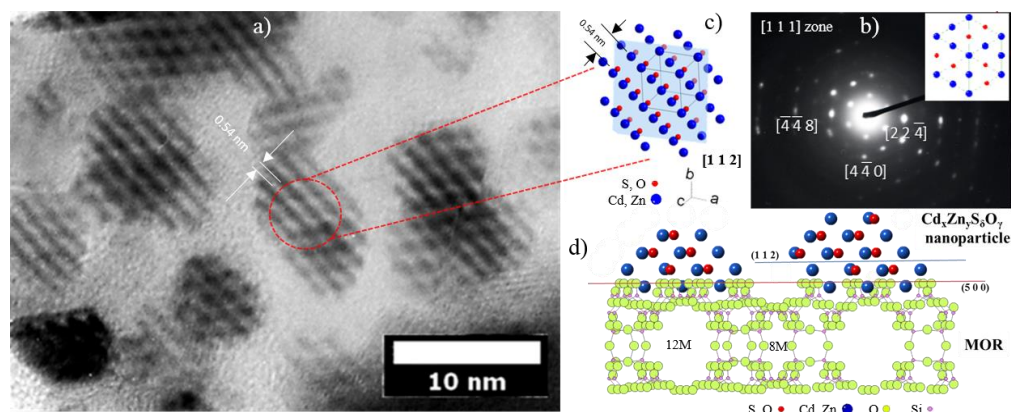 a)
0.54 nm
10 nm
c)
0.54 nm
[1 1 2]
S, O
Cd, Zn
b
c
a
[1 1 1] zone
b)
[4̅ 4̅ 8]
[2 2 4̅]
[4 4̅ 0]
d)
CdₓZnᵧSδOγ
nanoparticle
(1 1 2)
(5 0 0)
12M
8M
MOR
S, O
Cd, Zn
O
Si